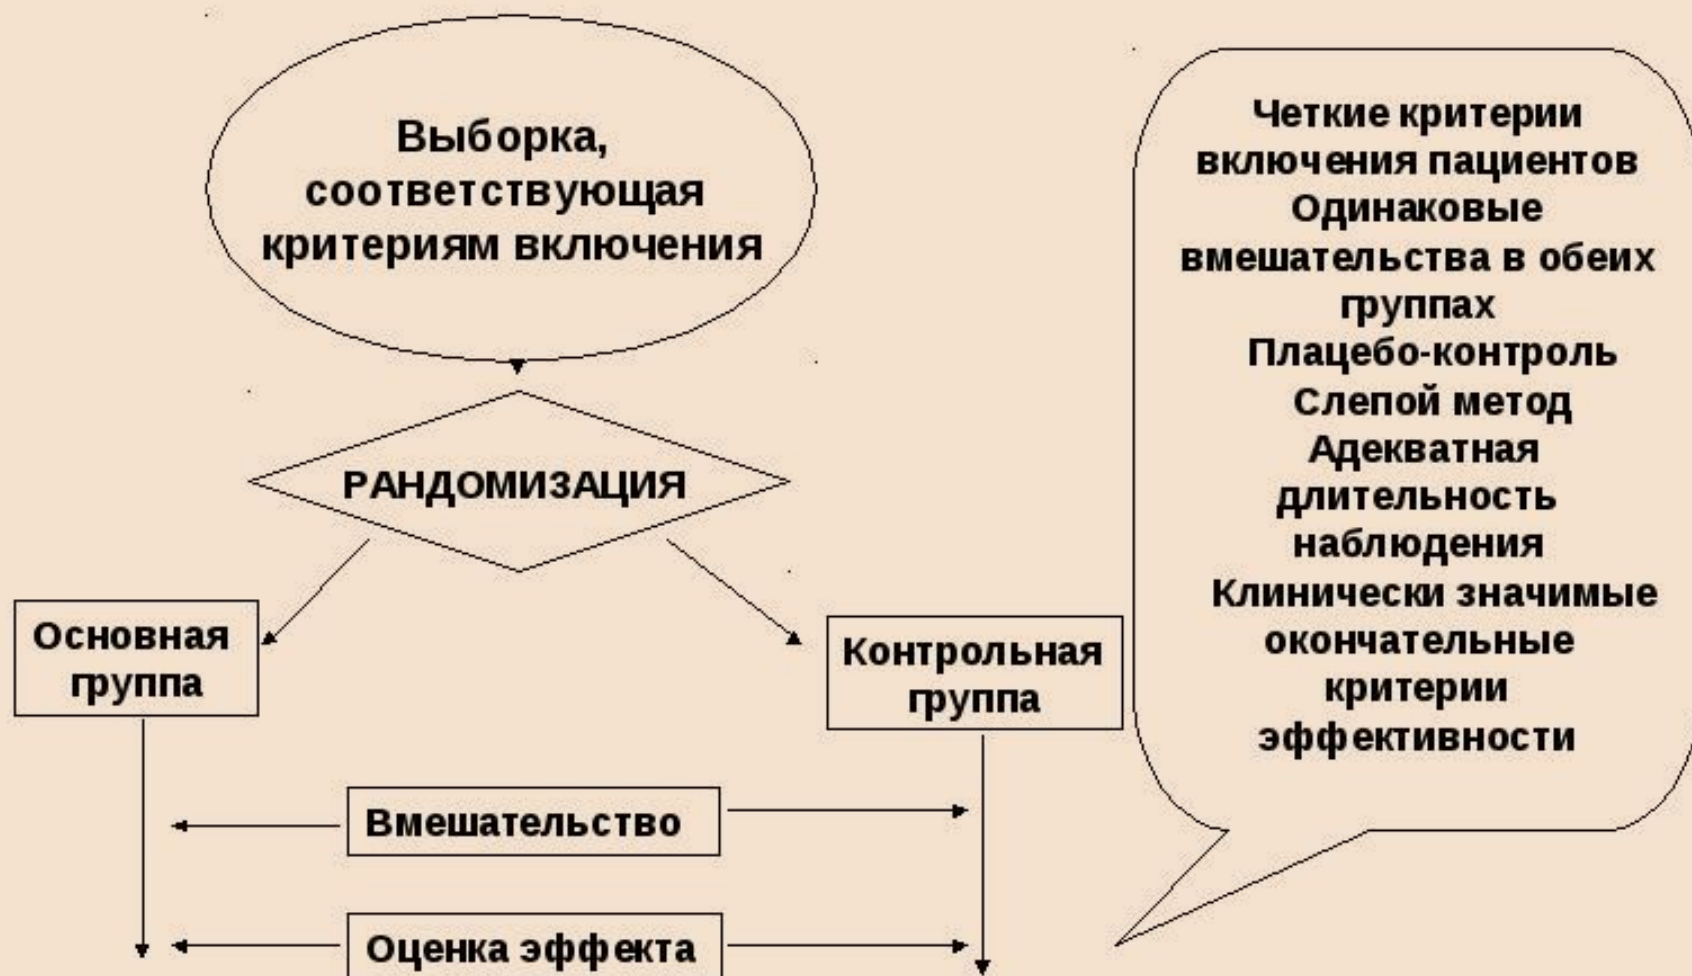 Выборка,
соответствующая
критериям включения
РАНДОМИЗАЦИЯ
Основная
группа
Контрольная
группа
Вмешательство
Оценка эффекта
Четкие критерии
включения пациентов
Одинаковые
вмешательства в обеих
группах
Плацебо-контроль
Слепой метод
Адекватная
длительность
наблюдения
Клинически значимые
окончательные
критерии
эффективности